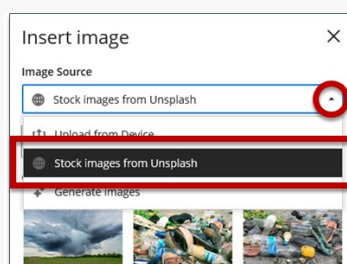 Insert image
Image Source
Stock images from Unsplash
Upload from Device
Stock images from Unsplash
Generate images